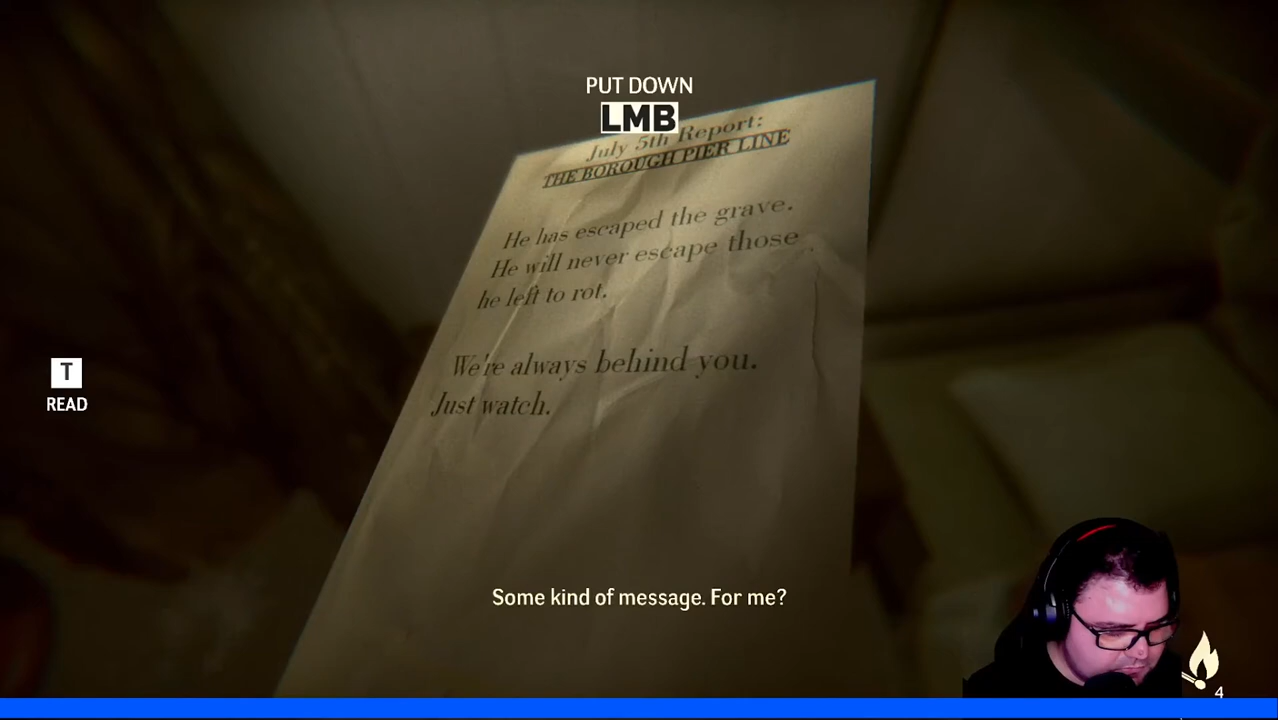 PUT DOWN
LMB
July 5th Report:
THE BOROUGH PIER LINE
He has escaped the grave.
He will never escape those
he left to rot.
We're always behind you.
Just watch.
T
READ
Some kind of message. For me?
4